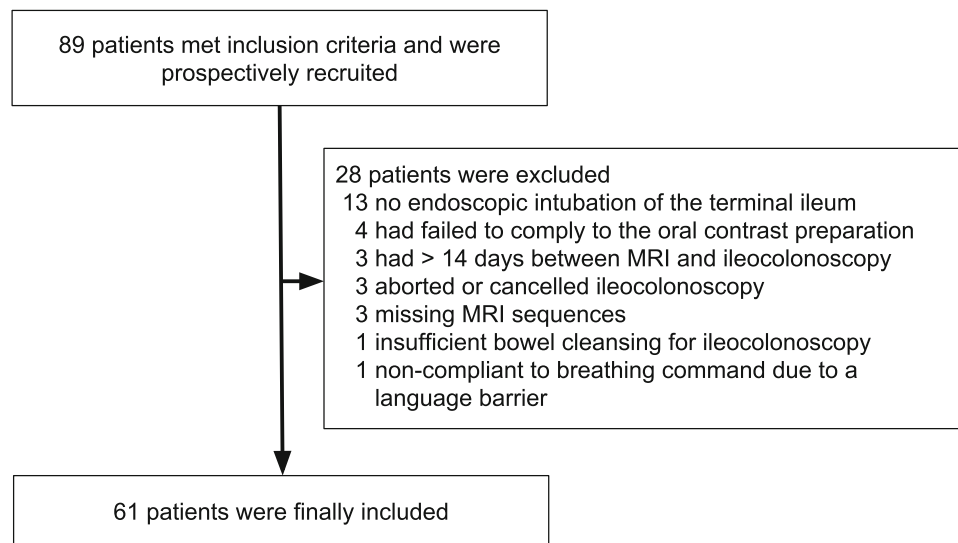 89 patients met inclusion criteria and were
prospectively recruited
28 patients were excluded
13 no endoscopic intubation of the terminal ileum
4 had failed to comply to the oral contrast preparation
3 had > 14 days between MRI and ileocolonoscopy
3 aborted or cancelled ileocolonoscopy
3 missing MRI sequences
1 insufficient bowel cleansing for ileocolonoscopy
1 non-compliant to breathing command due to a
language barrier
61 patients were finally included